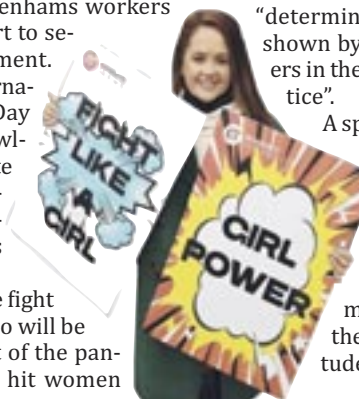 enhams workers
rt to se-
ment.
rna-
Day
wl-
te
s
e fight
o will be
t of the pan-
hit women
FIGHT
LIKE
A
GIRL
GIRL
POWER
"determin
shown by
ers in the
tice".
A sp
m
the
tude